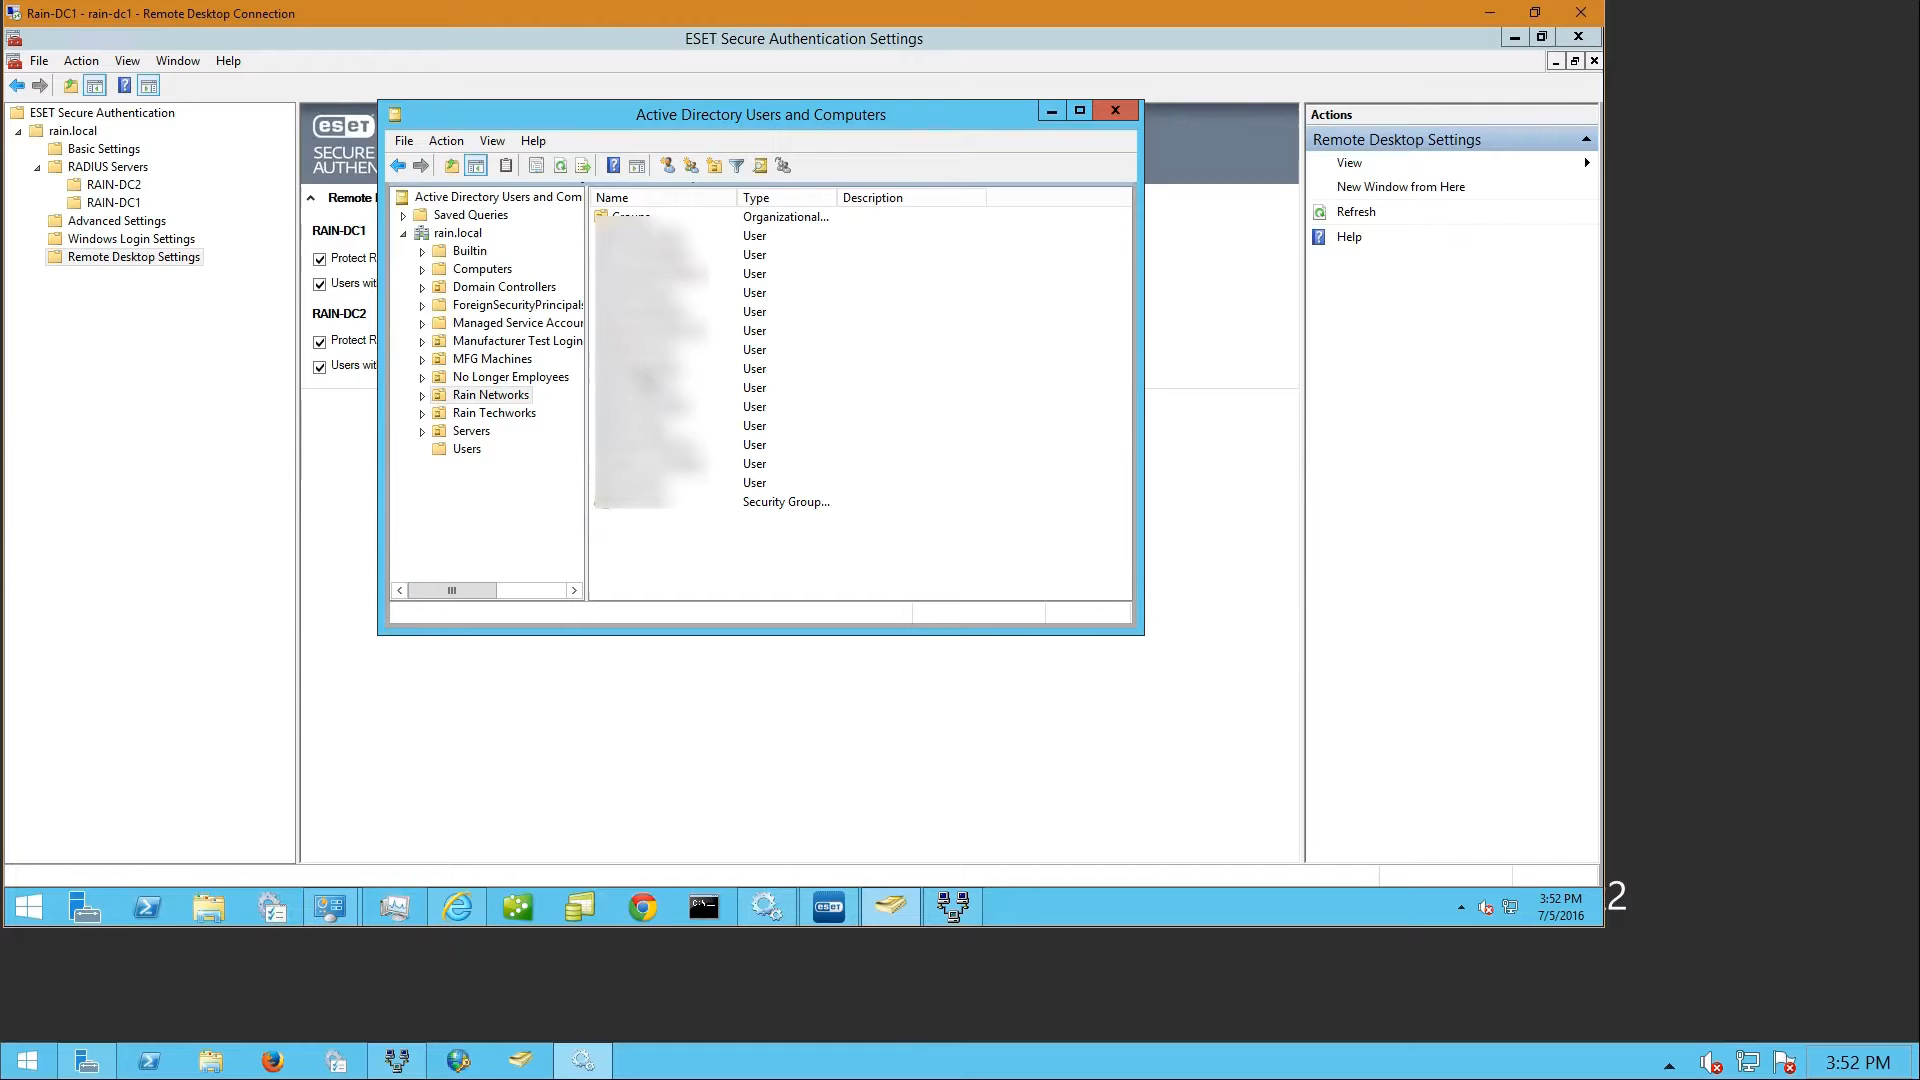 Rain-DC1 - rain-dc1 - Remote Desktop Connection
ESET Secure Authentication Settings
File Action View Window Help
ESET Secure Authentication
rain.local
Basic Settings
RADIUS Servers
RAIN-DC2
RAIN-DC1
Advanced Settings
Windows Login Settings
Remote Desktop Settings
eset
SECURE
AUTHEN
Remote
RAIN-DC1
Protect R
Users wit
RAIN-DC2
Protect R
Users wit
Active Directory Users and Computers
File Action View Help
Active Directory Users and Com
Saved Queries
rain.local
Builtin
Computers
Domain Controllers
ForeignSecurityPrincipals
Managed Service Accour
Manufacturer Test Login
MFG Machines
No Longer Employees
Rain Networks
Rain Techworks
Servers
Users
Name Type Description
Organizational...
User
User
User
User
User
User
User
User
User
User
User
User
User
User
Security Group...
Actions
Remote Desktop Settings
View
New Window from Here
Refresh
Help
3:52 PM
7/5/2016
2
3:52 PM